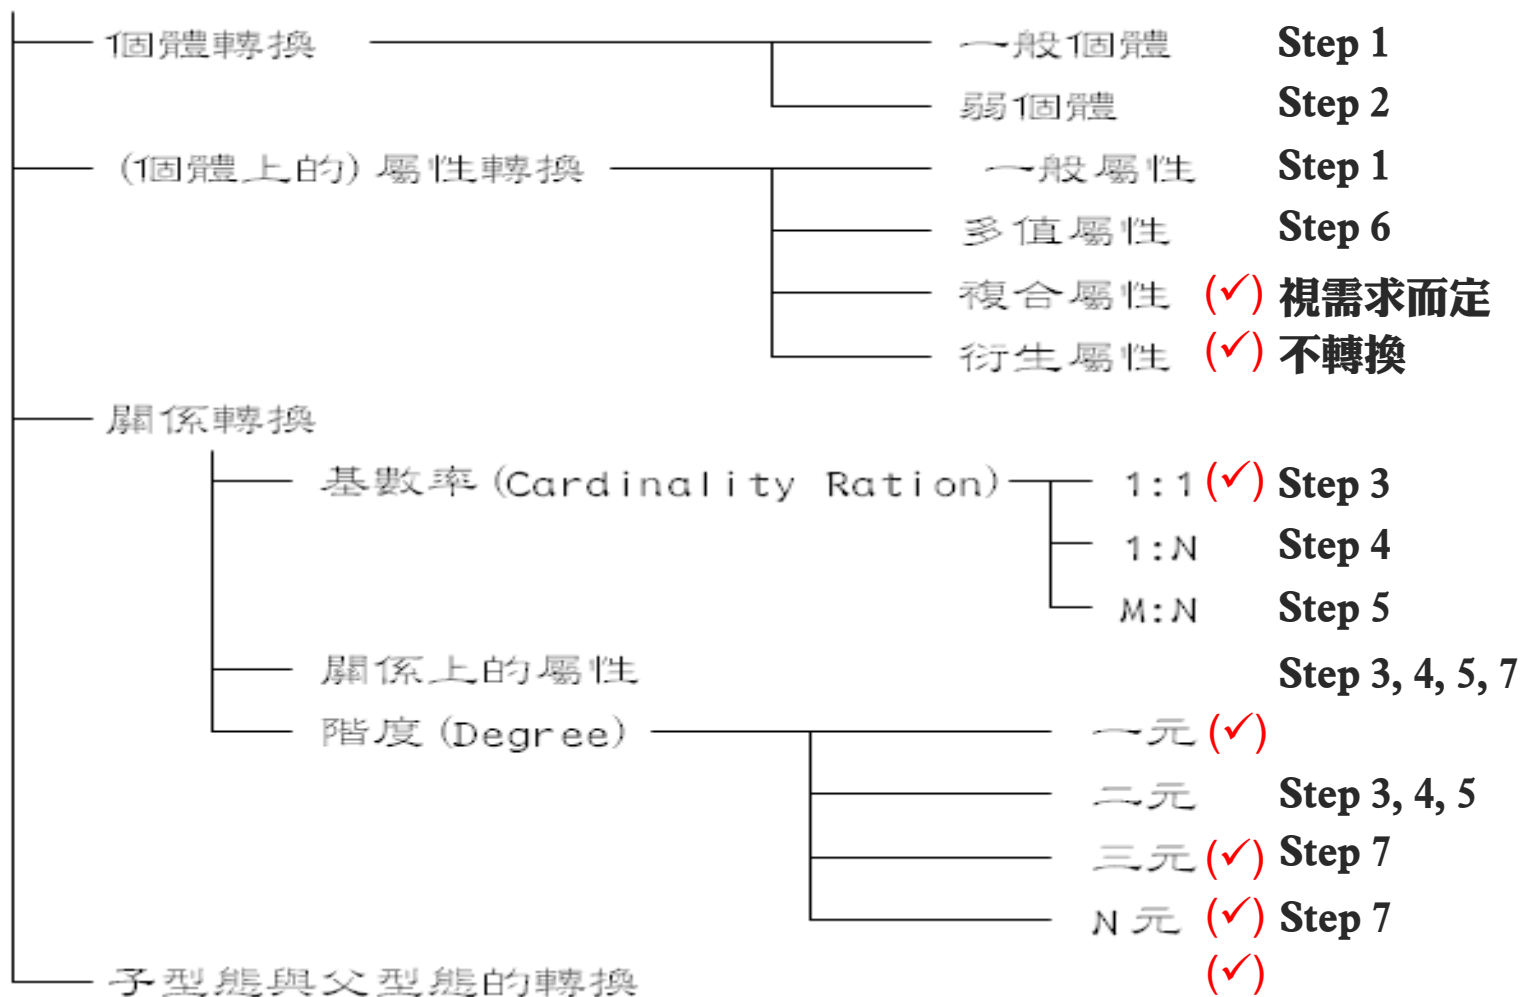 個體轉換 一般個體 Step 1
弱個體 Step 2
(個體上的)屬性轉換 一般屬性 Step 1
多值屬性 Step 6
複合屬性 (✓) 視需求而定
衍生屬性 (✓) 不轉換
關係轉換
基數率(Cardinality Ration) 1:1 (✓) Step 3
1:N Step 4
M:N Step 5
關係上的屬性 Step 3, 4, 5, 7
階度(Degree) 一元 (✓)
二元 Step 3, 4, 5
三元 (✓) Step 7
N元 (✓) Step 7
子型態與父型態的轉換 (✓)